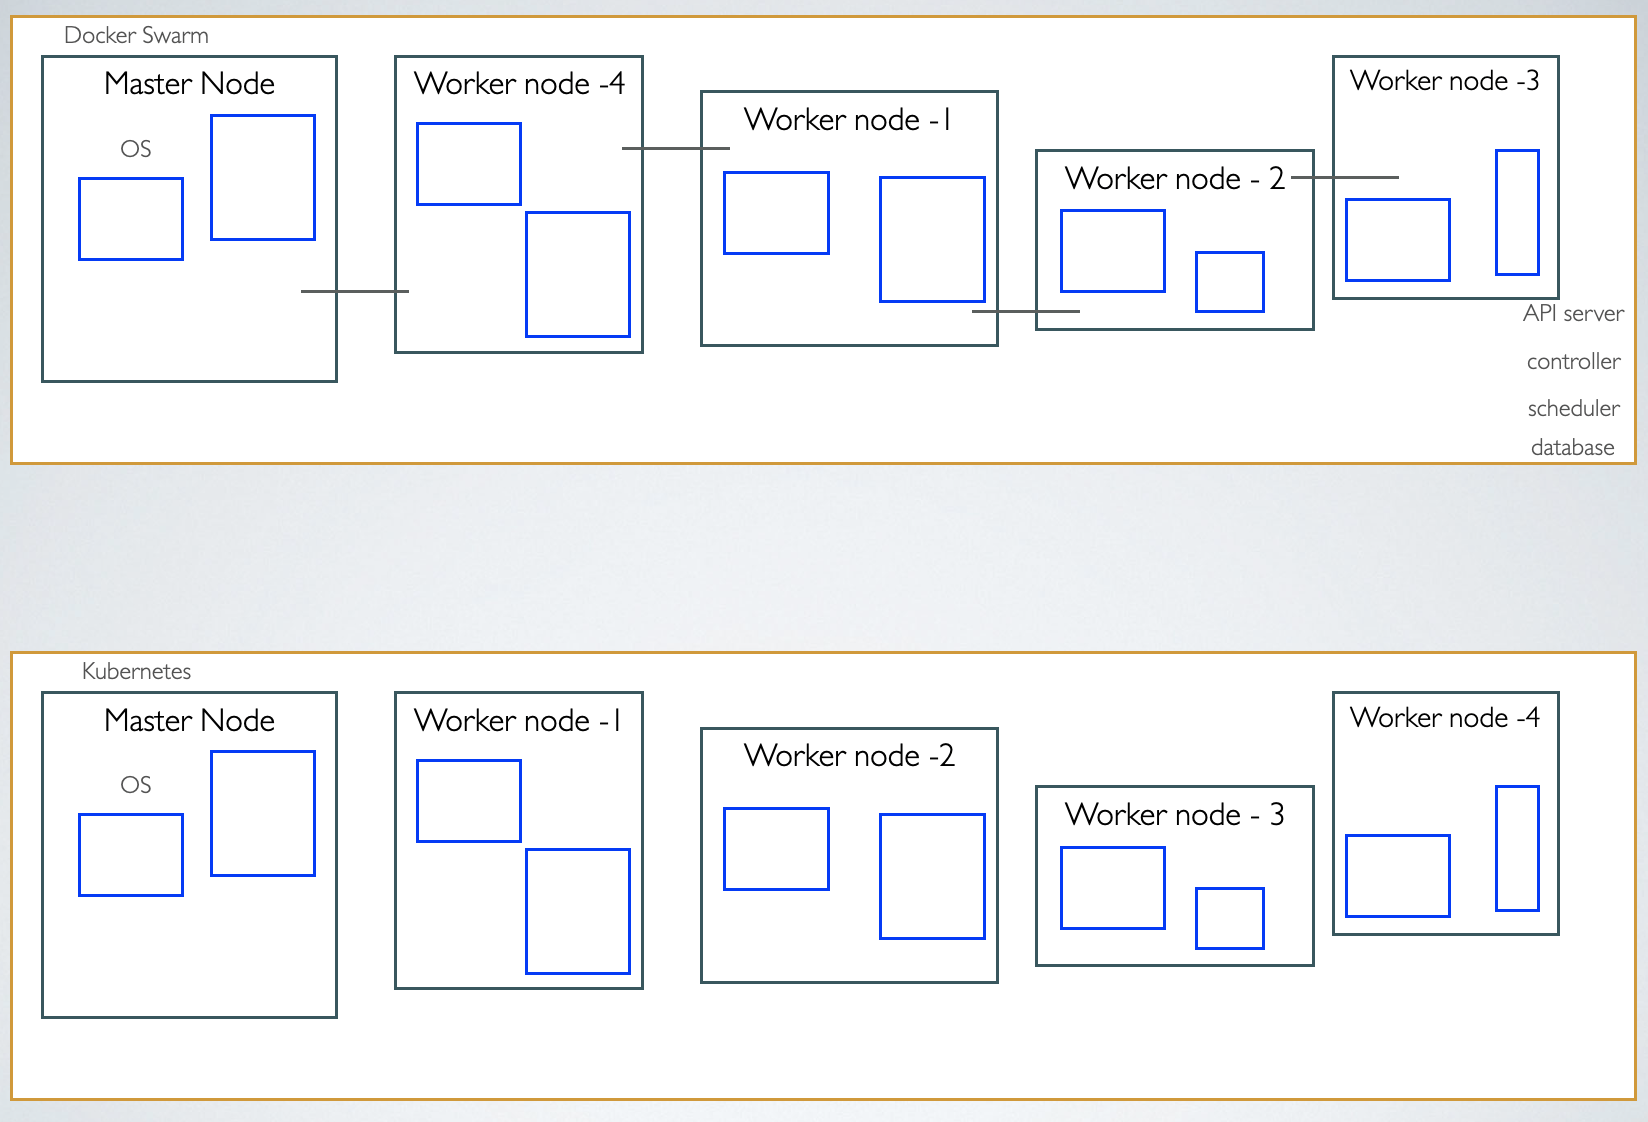 Docker Swarm
Master Node
OS
Worker node -4
Worker node -1
Worker node - 2
Worker node -3
API server
controller
scheduler
database
Kubernetes
Master Node
OS
Worker node -1
Worker node -2
Worker node - 3
Worker node -4